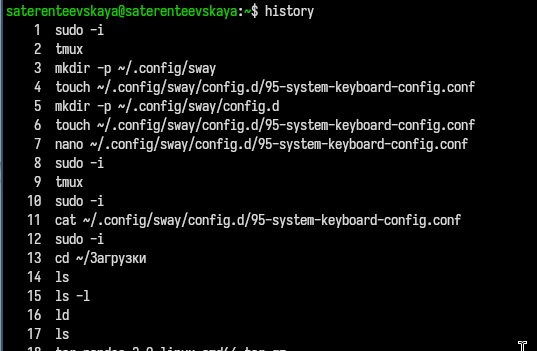 saterenteevskaya@saterenteevskaya:~$ history
1 sudo -i
2 tmux
3 mkdir -p ~/.config/sway
4 touch ~/.config/sway/config.d/95-system-keyboard-config.conf
5 mkdir -p ~/.config/sway/config.d
6 touch ~/.config/sway/config.d/95-system-keyboard-config.conf
7 nano ~/.config/sway/config.d/95-system-keyboard-config.conf
8 sudo -i
9 tmux
10 sudo -i
11 cat ~/.config/sway/config.d/95-system-keyboard-config.conf
12 sudo -i
13 cd ~/Загрузки
14 ls
15 ls -l
16 ld
17 ls